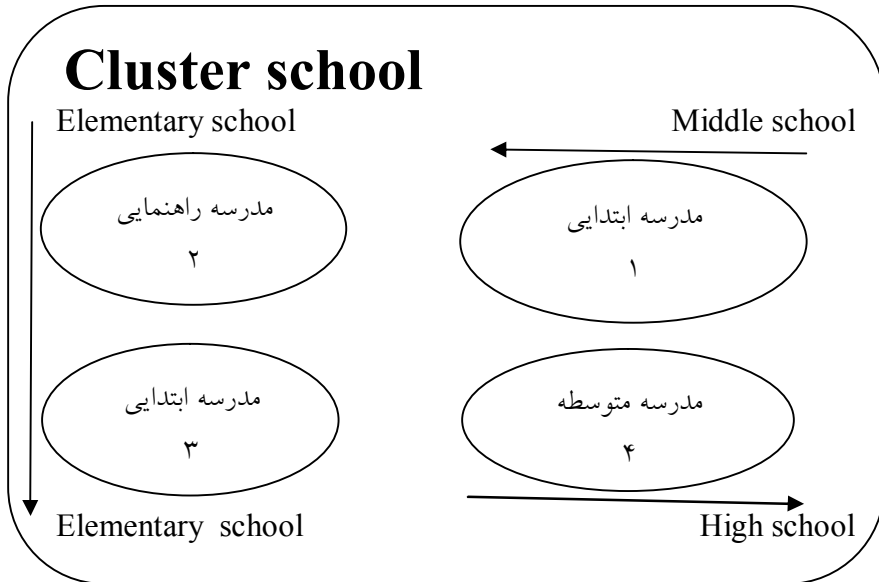 Cluster school
Elementary school
Middle school
مدرسه راهنمایی
۲
مدرسه ابتدایی
۱
مدرسه ابتدایی
۳
مدرسه متوسطه
۴
Elementary school
High school